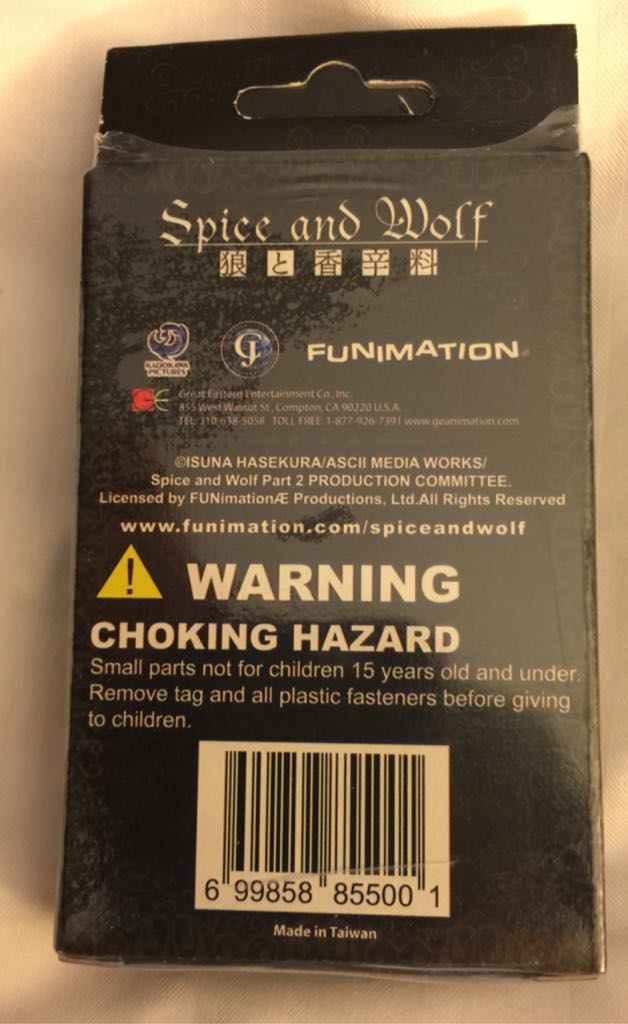 Spice and Wolf
狼と香辛料
KADOKAWA
PICTURES
FUNIMATION®
GE
Great Eastern Entertainment Co., Inc.
855 West Walnut St., Compton, CA 90220 U.S.A.
TEL: 310-638-5058 TOLL FREE: 1-877-926-7391 www.geanimation.com
©ISUNA HASEKURA/ASCII MEDIA WORKS/
Spice and Wolf Part 2 PRODUCTION COMMITTEE.
Licensed by FUNimationÆ Productions, Ltd.All Rights Reserved
www.funimation.com/spiceandwolf
! WARNING
CHOKING HAZARD
Small parts not for children 15 years old and under.
Remove tag and all plastic fasteners before giving
to children.
6 99858 85500 1
Made in Taiwan